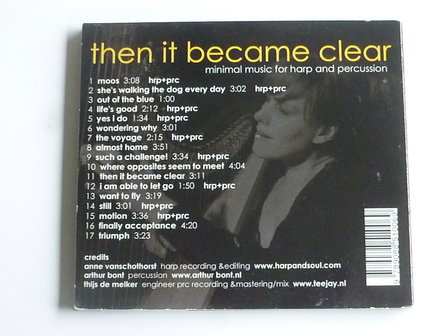 then it became clear
minimal music for harp and percussion
1 moos 3:08 hrp+prc
2 she's walking the dog every day 3:02 hrp+prc
3 out of the blue 1:00
4 life's good 2:12 hrp+prc
5 yes I do 1:34 hrp+prc
6 wondering why 3:01
7 the voyage 2:15 hrp+prc
8 almost home 3:51
9 such a challenge! 3:34 hrp+prc
10 where opposites seem to meet 4:04
11 then it became clear 3:11
12 i am able to let go 1:50 hrp+prc
13 want to fly 3:19
14 still 3:01 hrp+prc
15 motion 3:36 hrp+prc
16 finally acceptance 4:20
17 triumph 3:23
credits
anne vanschothorst harp recording &editing www.harpandsoul.com
arthur bont percussion www.arthur bont.nl
thijs de melker engineer prc recording &mastering/mix www.teejay.nl